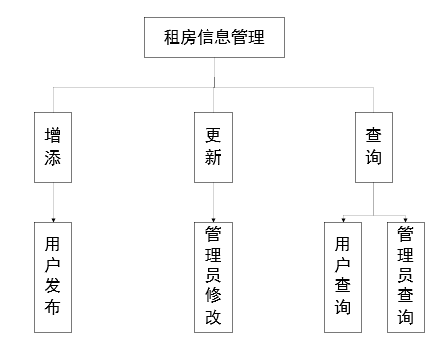 租房信息管理
增添
更新
查询
用户发布
管理员修改
用户查询
管理员查询